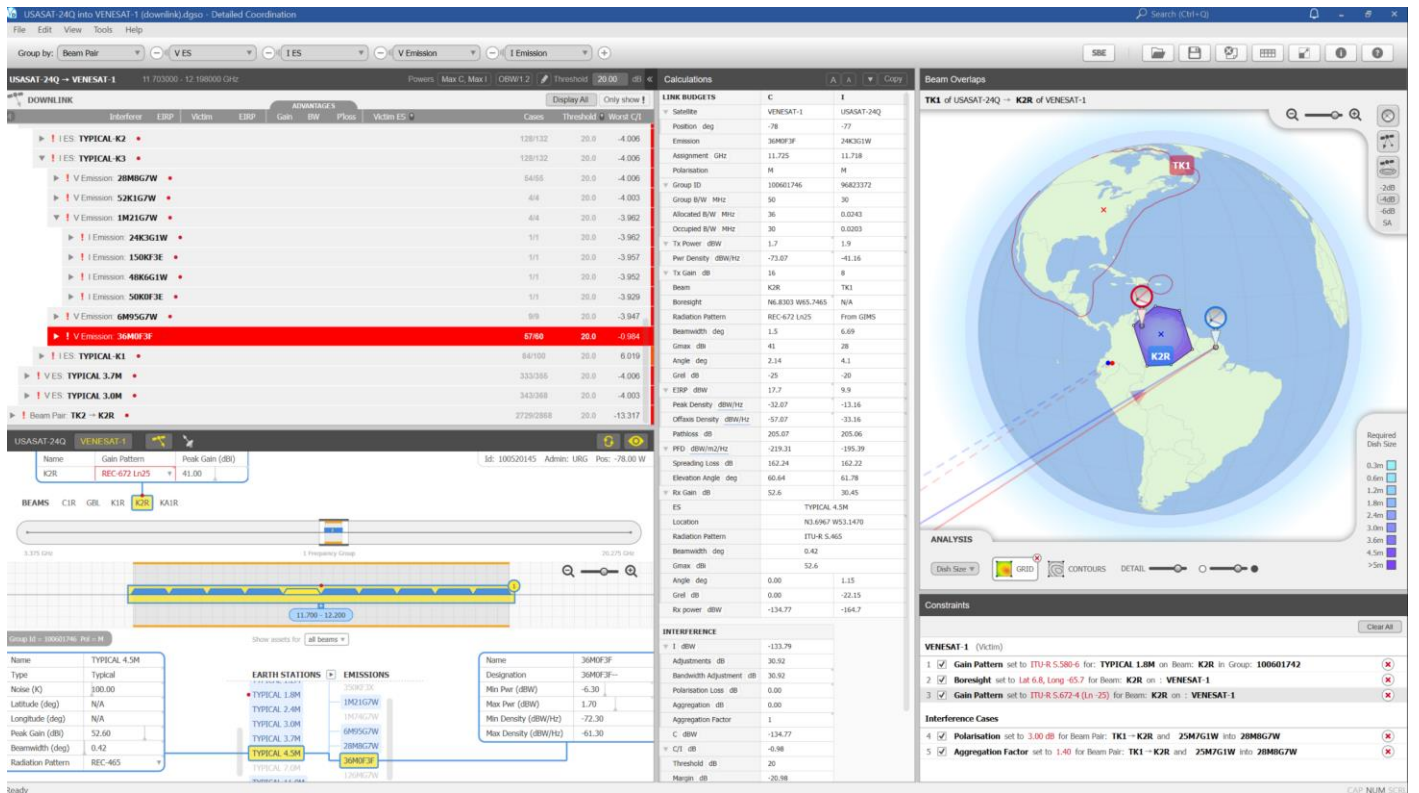 USASAT-24Q into VENESAT-1 (downlink).dgso - Detailed Coordination
Search (Ctrl+Q)
File Edit View Tools Help
Group by: Beam Pair V ES I ES V Emission I Emission
SBE
USASAT-24Q → VENESAT-1 11 703000 - 12 198000 GHz Powers Max C, Max I OBW/1.2 Threshold 20.00 dB «
DOWNLINK Display All Only show !
ADVANTAGES
Interferer EIRP Victim EIRP Gain BW P'loss Victim ES Cases Threshold Worst C/I
! I ES: TYPICAL-K2 128/132 20.0 -4.006
! I ES: TYPICAL-K3 128/132 20.0 -4.006
! V Emission: 28M8G7W 54/55 20.0 -4.006
! V Emission: 52K1G7W 4/4 20.0 -4.003
! V Emission: 1M21G7W 4/4 20.0 -3.962
! I Emission: 24K3G1W 1/1 20.0 -3.962
! I Emission: 150KF3E 1/1 20.0 -3.957
! I Emission: 48K6G1W 1/1 20.0 -3.952
! I Emission: 50K0F3E 1/1 20.0 -3.929
! V Emission: 6M95G7W 9/9 20.0 -3.947
! V Emission: 36M0F3F 57/60 20.0 -0.984
! I ES: TYPICAL-K1 84/100 20.0 6.019
! V ES: TYPICAL 3.7M 333/366 20.0 -4.006
! V ES: TYPICAL 3.0M 343/368 20.0 -4.003
! Beam Pair: TK2 → K2R 2729/2868 20.0 -13.317
USASAT-24Q VENESAT-1
Name Gain Pattern Peak Gain (dBi)
K2R REC-672 Ln25 41.00
Id: 100520145 Admin: URG Pos: -78.00 W
BEAMS C1R GBL K1R K2R KA1R
3.375 GHz 1 Frequency Group 20.275 GHz
1
11.700 - 12.200
Group Id = 100601746 Pol = M
Show assets for all beams
Name TYPICAL 4.5M
Type Typical
Noise (K) 100.00
Latitude (deg) N/A
Longitude (deg) N/A
Peak Gain (dBi) 52.60
Beamwidth (deg) 0.42
Radiation Pattern REC-465
EARTH STATIONS
TYPICAL 1.8M
TYPICAL 2.4M
TYPICAL 3.0M
TYPICAL 3.7M
TYPICAL 4.5M
TYPICAL 7.0M
EMISSIONS
350KF3X
1M21G7W
1M74G7W
6M95G7W
28M8G7W
36M0F3F
126MG7W
Name 36M0F3F
Designation 36M0F3F--
Min Pwr (dBW) -6.30
Max Pwr (dBW) 1.70
Min Density (dBW/Hz) -72.30
Max Density (dBW/Hz) -61.30
Calculations A A Copy
LINK BUDGETS C I
Satellite VENESAT-1 USASAT-24Q
Position deg -78 -77
Emission 36M0F3F 24K3G1W
Assignment GHz 11.725 11.718
Polarisation M M
Group ID 100601746 96823372
Group B/W MHz 50 30
Allocated B/W MHz 36 0.0243
Occupied B/W MHz 30 0.0203
Tx Power dBW 1.7 1.9
Pwr Density dBW/Hz -73.07 -41.16
Tx Gain dB 16 8
Beam K2R TK1
Boresight N6.8303 W65.7465 N/A
Radiation Pattern REC-672 Ln25 From GIMS
Beamwidth deg 1.5 6.69
Gmax dBi 41 28
Angle deg 2.14 4.1
Grel dB -25 -20
EIRP dBW 17.7 9.9
Peak Density dBW/Hz -32.07 -13.16
Offaxis Density dBW/Hz -57.07 -33.16
Pathloss dB 205.07 205.06
PFD dBW/m2/Hz -219.31 -195.39
Spreading Loss dB 162.24 162.22
Elevation Angle deg 60.64 61.78
Rx Gain dB 52.6 30.45
ES TYPICAL 4.5M
Location N3.6967 W53.1470
Radiation Pattern ITU-R S.465
Beamwidth deg 0.42
Gmax dBi 52.6
Angle deg 0.00 1.15
Grel dB 0.00 -22.15
Rx power dBW -134.77 -164.7
INTERFERENCE
I dBW -133.79
Adjustments dB 30.92
Bandwidth Adjustment dB 30.92
Polarisation Loss dB 0.00
Aggregation dB 0.00
Aggregation Factor 1
C dBW -134.77
C/I dB -0.98
Threshold dB 20
Margin dB -20.98
Beam Overlaps
TK1 of USASAT-24Q → K2R of VENESAT-1
TK1
K2R
-2dB
-4dB
-6dB
SA
Required
Dish Size
0.3m
0.6m
1.2m
1.8m
2.4m
3.0m
3.6m
4.5m
>5m
ANALYSIS
Dish Size GRID CONTOURS DETAIL
Constraints
Clear All
VENESAT-1 (Victim)
1 Gain Pattern set to ITU-R S.580-6 for: TYPICAL 1.8M on Beam: K2R in Group: 100601742
2 Boresight set to Lat 6.8, Long -65.7 for Beam: K2R on : VENESAT-1
3 Gain Pattern set to ITU-R S.672-4 (Ln -25) for Beam: K2R on : VENESAT-1
Interference Cases
4 Polarisation set to 3.00 dB for Beam Pair: TK1→K2R and 25M7G1W into 28M8G7W
5 Aggregation Factor set to 1.40 for Beam Pair: TK1→K2R and 25M7G1W into 28M8G7W
Ready
CAP NUM SCRL